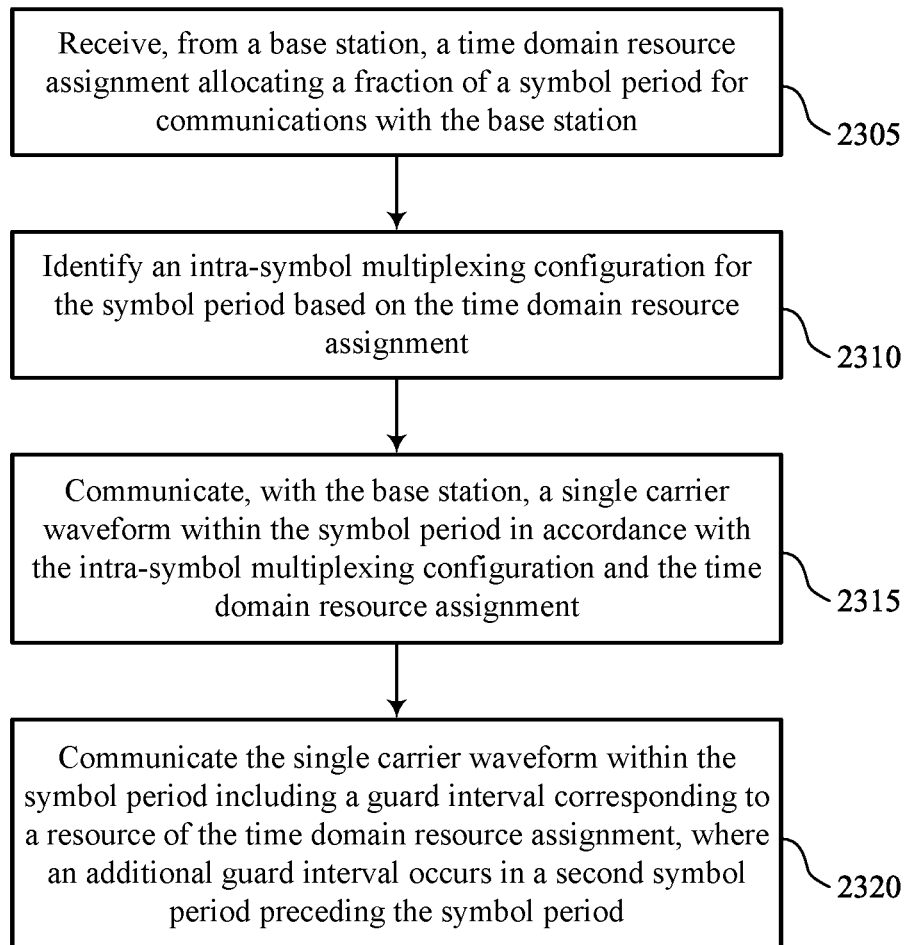 Receive, from a base station, a time domain resource
assignment allocating a fraction of a symbol period for
communications with the base station
2305
Identify an intra-symbol multiplexing configuration for
the symbol period based on the time domain resource
assignment
2310
Communicate, with the base station, a single carrier
waveform within the symbol period in accordance with
the intra-symbol multiplexing configuration and the time
domain resource assignment
2315
Communicate the single carrier waveform within the
symbol period including a guard interval corresponding to
a resource of the time domain resource assignment, where
an additional guard interval occurs in a second symbol
period preceding the symbol period
2320